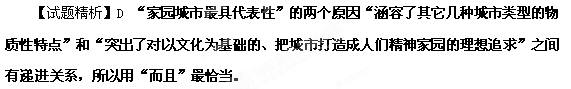 【试题精析】D “家园城市最具代表性”的两个原因“涵容了其它几种城市类型的物
质性特点”和“突出了对以文化为基础的、把城市打造成人们精神家园的理想追求”之间
有递进关系，所以用“而且”最恰当。